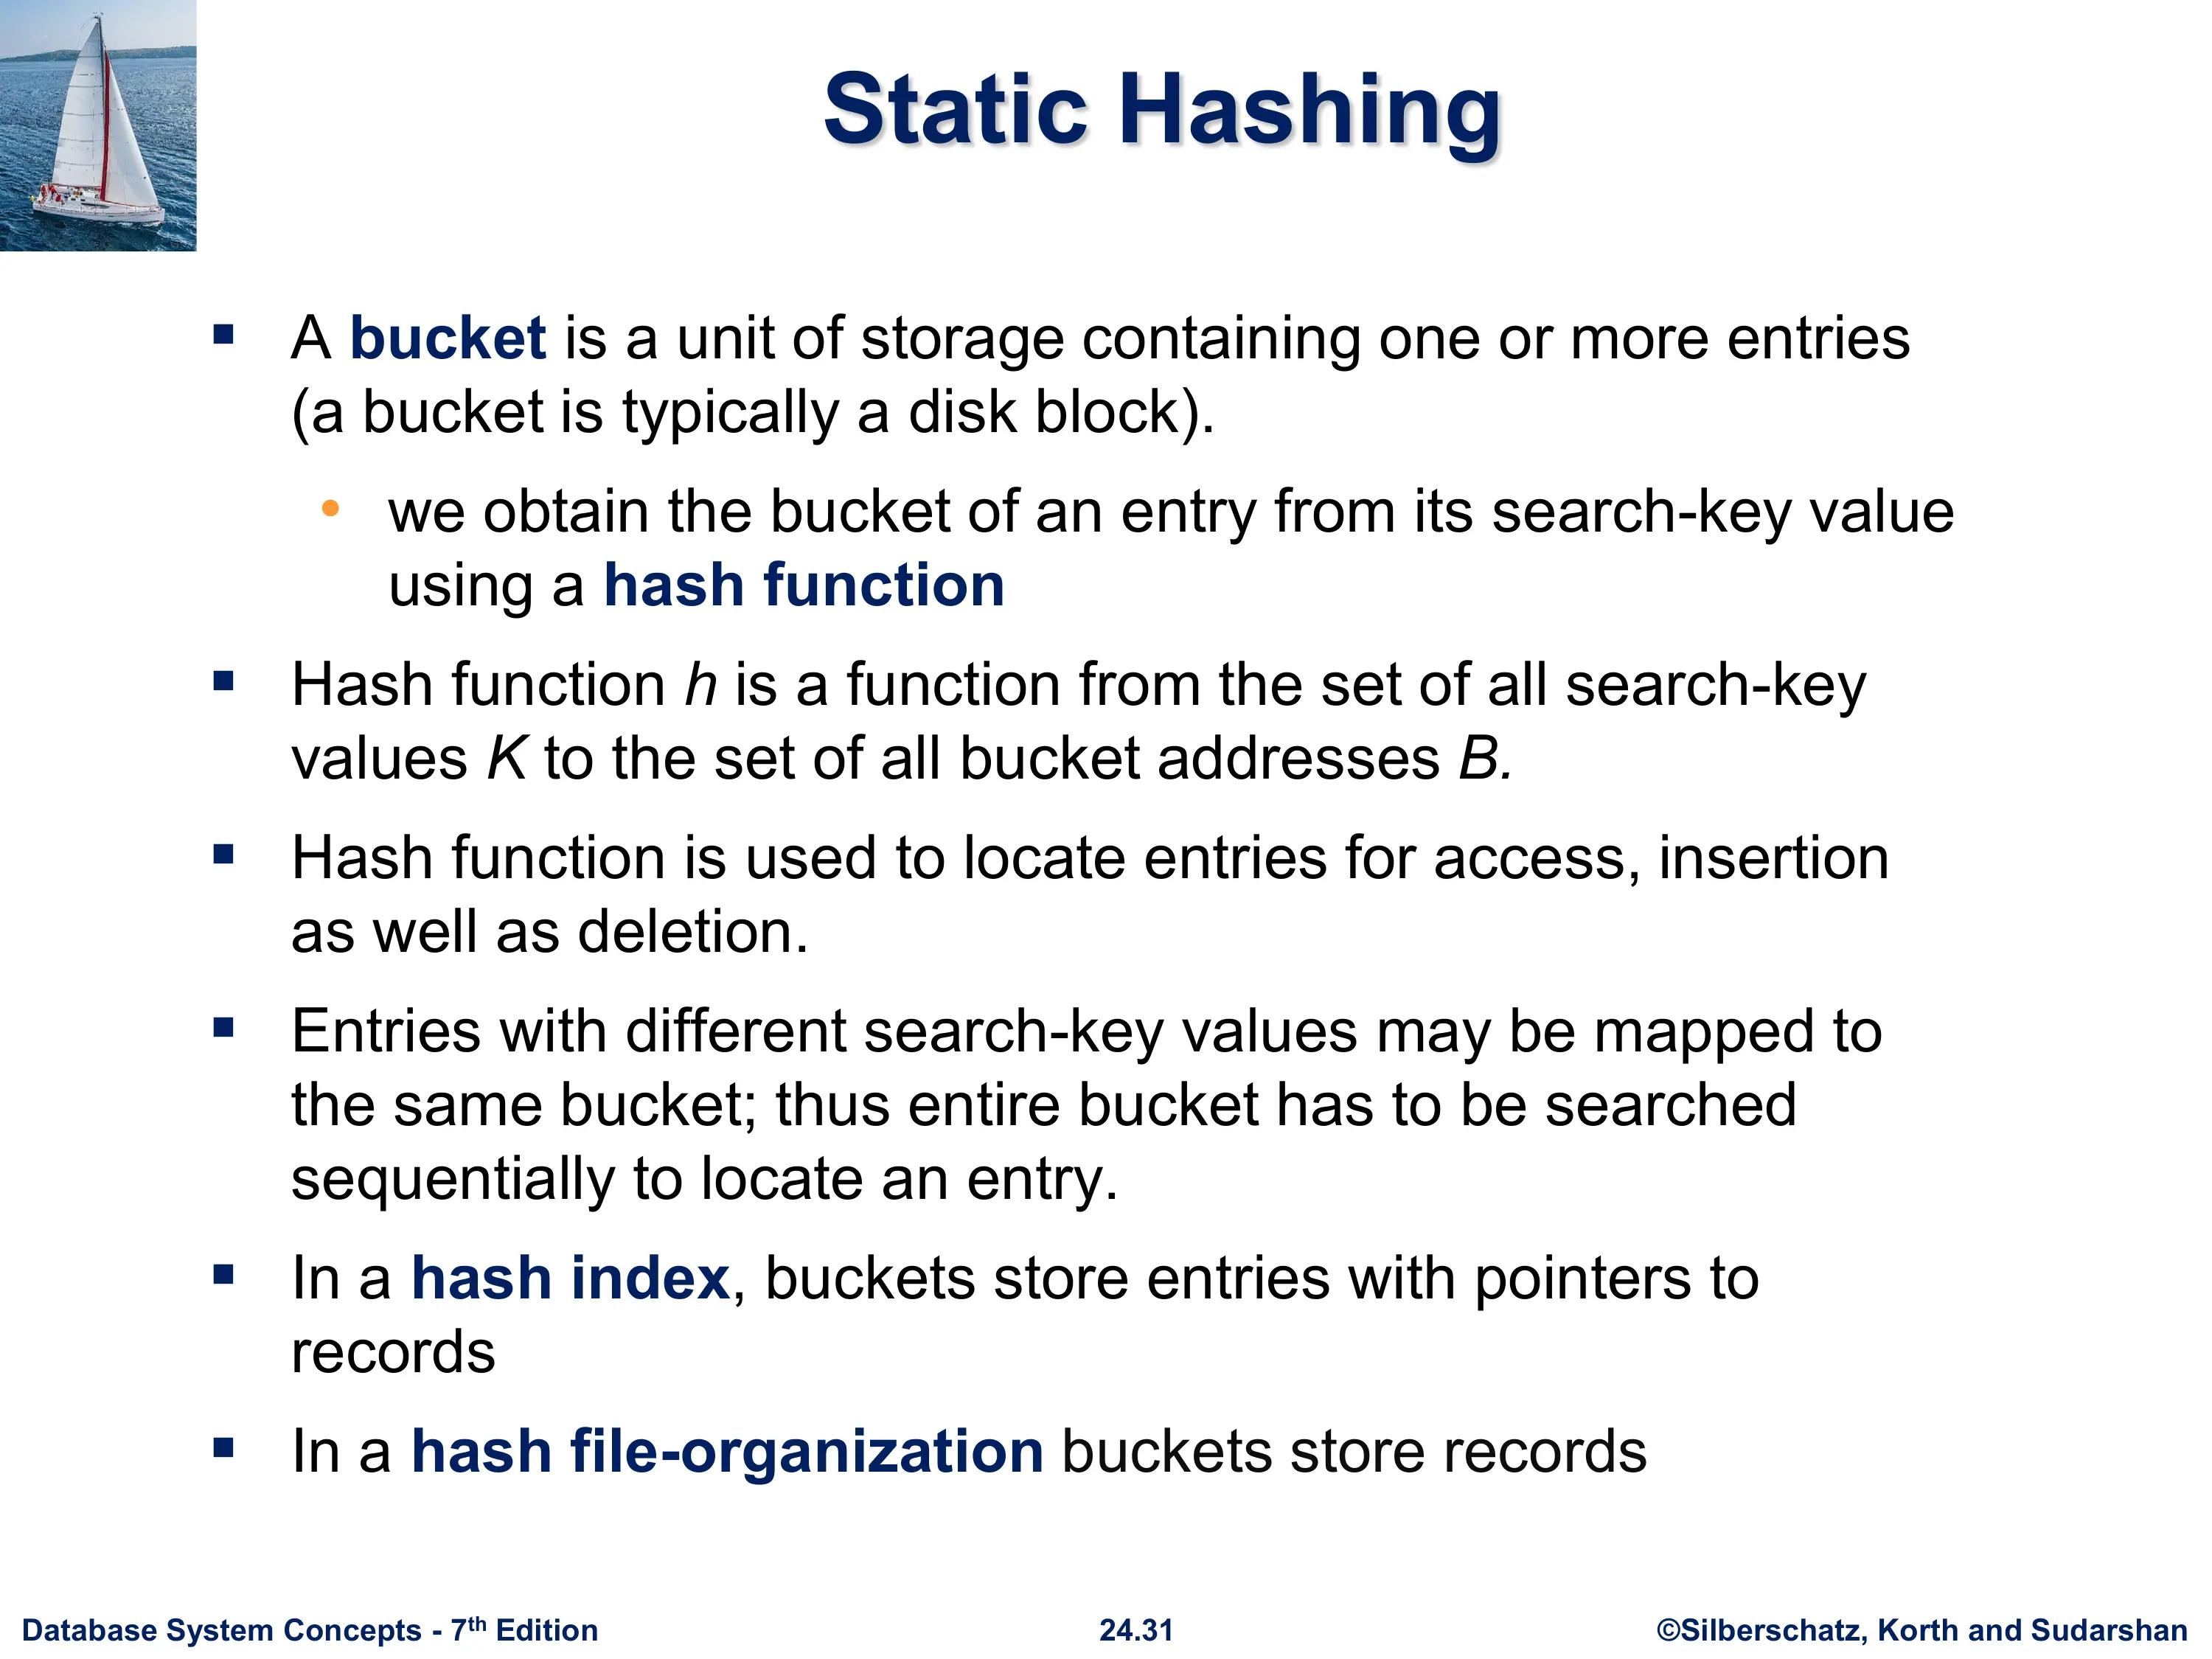 Static Hashing
▪ A bucket is a unit of storage containing one or more entries
(a bucket is typically a disk block).
• we obtain the bucket of an entry from its search-key value
using a hash function
▪ Hash function h is a function from the set of all search-key
values K to the set of all bucket addresses B.
▪ Hash function is used to locate entries for access, insertion
as well as deletion.
▪ Entries with different search-key values may be mapped to
the same bucket; thus entire bucket has to be searched
sequentially to locate an entry.
▪ In a hash index, buckets store entries with pointers to
records
▪ In a hash file-organization buckets store records
Database System Concepts - 7th Edition
24.31
©Silberschatz, Korth and Sudarshan